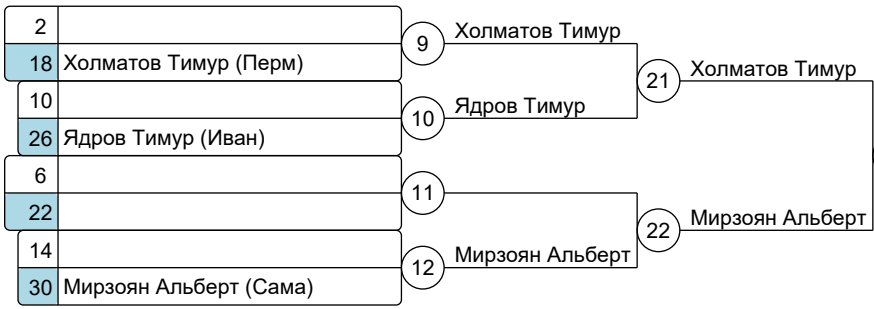 2
9
Холматов Тимур
18 Холматов Тимур (Перм)
21
Холматов Тимур
10
10
Ядров Тимур
26 Ядров Тимур (Иван)
6
11
22
22
Мирзоян Альберт
14
12
Мирзоян Альберт
30 Мирзоян Альберт (Сама)